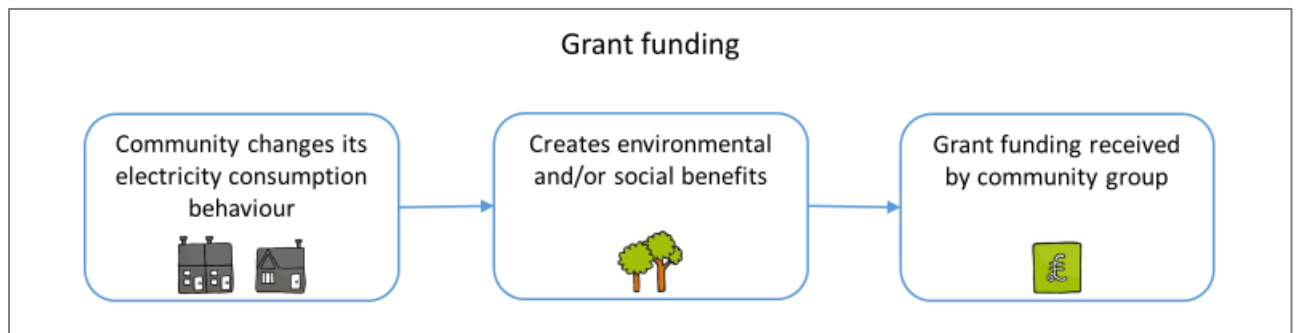 Grant funding
Community changes its
electricity consumption
behaviour
Creates environmental
and/or social benefits
Grant funding received
by community group
£